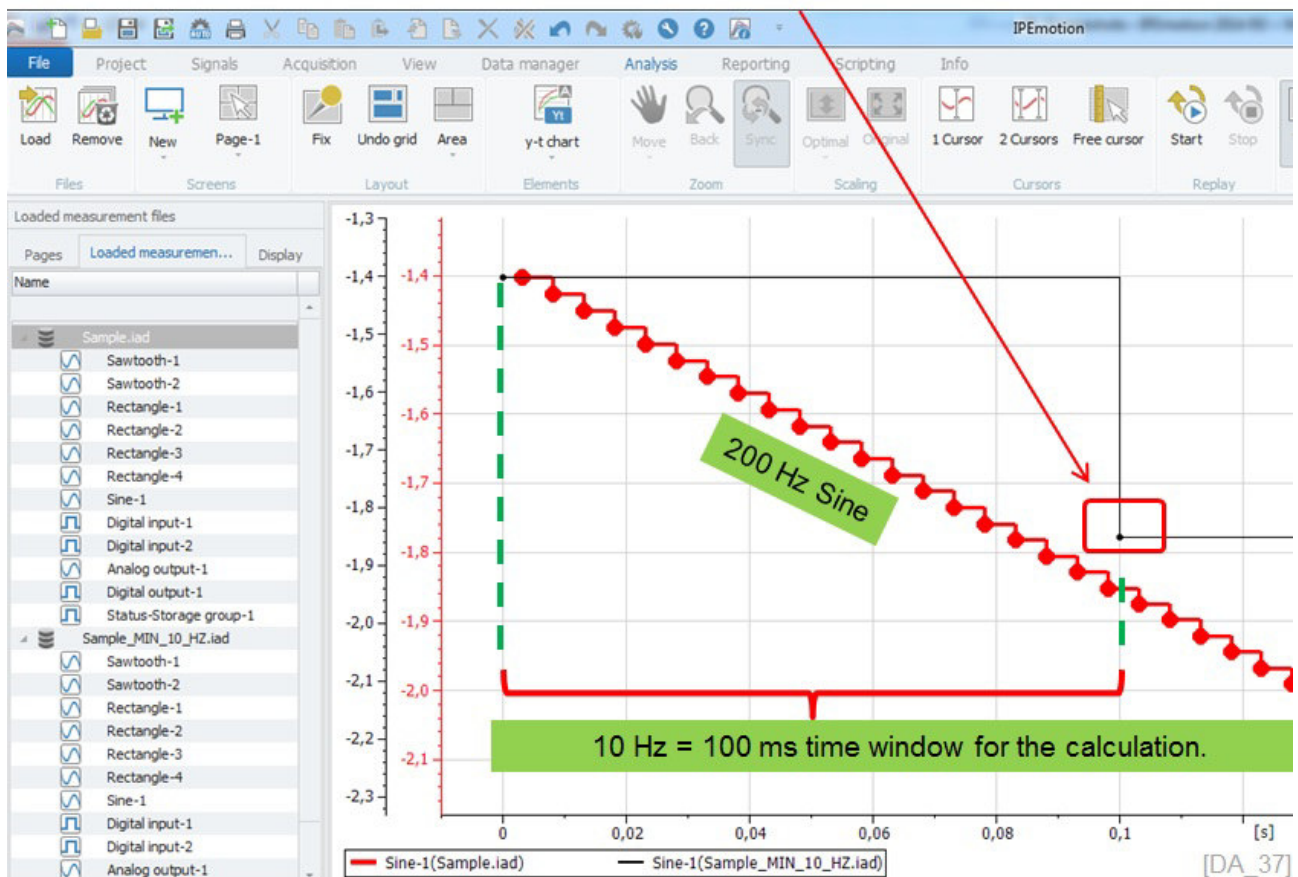 IPEmotion
File Project Signals Acquisition View Data manager Analysis Reporting Scripting Info
Load Remove New Page-1 Fix Undo grid Area y-t chart Move Back Sync Optimal Original 1 Cursor 2 Cursors Free cursor Start Stop
Files Screens Layout Elements Zoom Scaling Cursors Replay
Loaded measurement files
Pages Loaded measuremen... Display
Name
Sample.iad
Sawtooth-1
Sawtooth-2
Rectangle-1
Rectangle-2
Rectangle-3
Rectangle-4
Sine-1
Digital input-1
Digital input-2
Analog output-1
Digital output-1
Status-Storage group-1
Sample_MIN_10_HZ.iad
Sawtooth-1
Sawtooth-2
Rectangle-1
Rectangle-2
Rectangle-3
Rectangle-4
Sine-1
Digital input-1
Digital input-2
Analog output-1
-1,3
-1,4
-1,5
-1,6
-1,7
-1,8
-1,9
-2,0
-2,1
-2,2
-2,3
-1,4
-1,5
-1,6
-1,7
-1,8
-1,9
-2,0
-2,1
200 Hz Sine
10 Hz = 100 ms time window for the calculation.
0 0,02 0,04 0,06 0,08 0,1 [s]
Sine-1(Sample.iad) Sine-1(Sample_MIN_10_HZ.iad)
[DA_37]